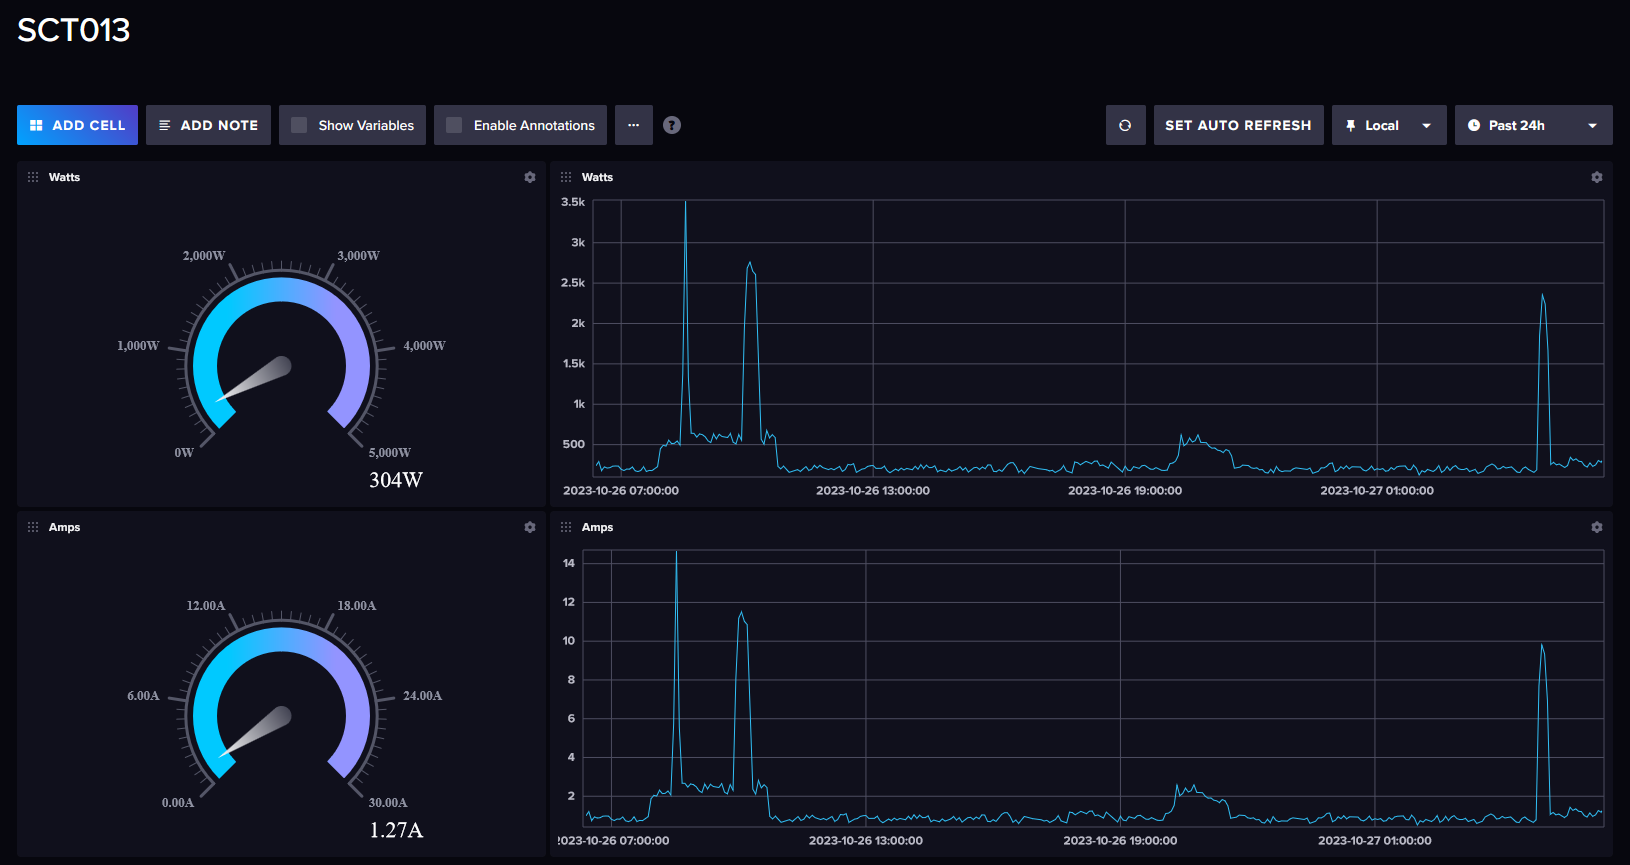 SCT013
ADD CELL ADD NOTE Show Variables Enable Annotations ... ? SET AUTO REFRESH Local Past 24h
Watts
2,000W 3,000W
1,000W 4,000W
0W 5,000W
304W
Watts
3.5k
3k
2.5k
2k
1.5k
1k
500
2023-10-26 07:00:00 2023-10-26 13:00:00 2023-10-26 19:00:00 2023-10-27 01:00:00
Amps
12.00A 18.00A
6.00A 24.00A
0.00A 30.00A
1.27A
Amps
14
12
10
8
6
4
2
2023-10-26 07:00:00 2023-10-26 13:00:00 2023-10-26 19:00:00 2023-10-27 01:00:00